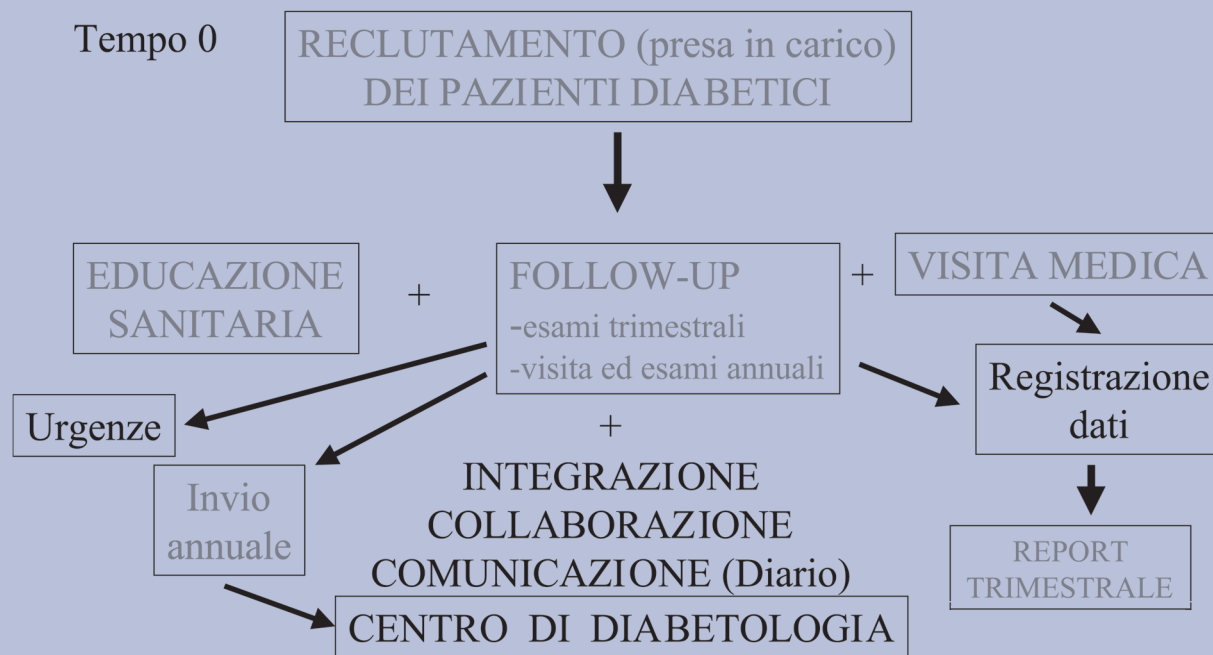 Tempo 0
RECLUTAMENTO (presa in carico)
DEI PAZIENTI DIABETICI
EDUCAZIONE
SANITARIA
+
FOLLOW-UP
-esami trimestrali
-visita ed esami annuali
+
VISITA MEDICA
Registrazione
dati
Urgenze
+
Invio
annuale
INTEGRAZIONE
COLLABORAZIONE
COMUNICAZIONE (Diario)
REPORT
TRIMESTRALE
CENTRO DI DIABETOLOGIA